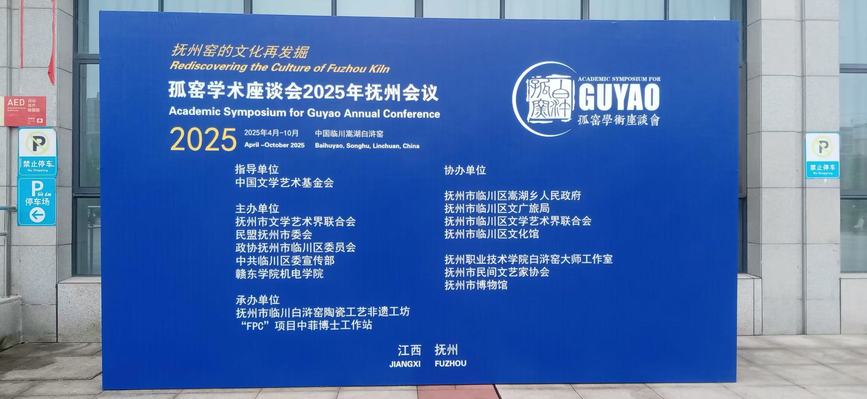 抚州窑的文化再发掘
Rediscovering the Culture of Fuzhou Kiln
孤窑学术座谈会2025年抚州会议
Academic Symposium for Guyao Annual Conference
2025
2025年4月-10月 中国临川嵩湖白浒窑
April -October 2025 Baihuyao, Songhu, Linchuan, China
ACADEMIC SYMPOSIUM FOR
GUYAO
孤窑學術座談會
指导单位
中国文学艺术基金会
主办单位
抚州市文学艺术界联合会
民盟抚州市委会
政协抚州市临川区委员会
中共临川区委宣传部
赣东学院机电学院
承办单位
抚州市临川白浒窑陶瓷工艺非遗工坊
“FPC”项目中菲博士工作站
协办单位
抚州市临川区嵩湖乡人民政府
抚州市临川区文广旅局
抚州市临川区文学艺术界联合会
抚州市临川区文化馆
抚州职业技术学院白浒窑大师工作室
抚州市民间文艺家协会
抚州市博物馆
江西 抚州
JIANGXI FUZHOU
AED
P
禁止停车
No Stopping
P
停车场
P
禁止停车
No Stopping